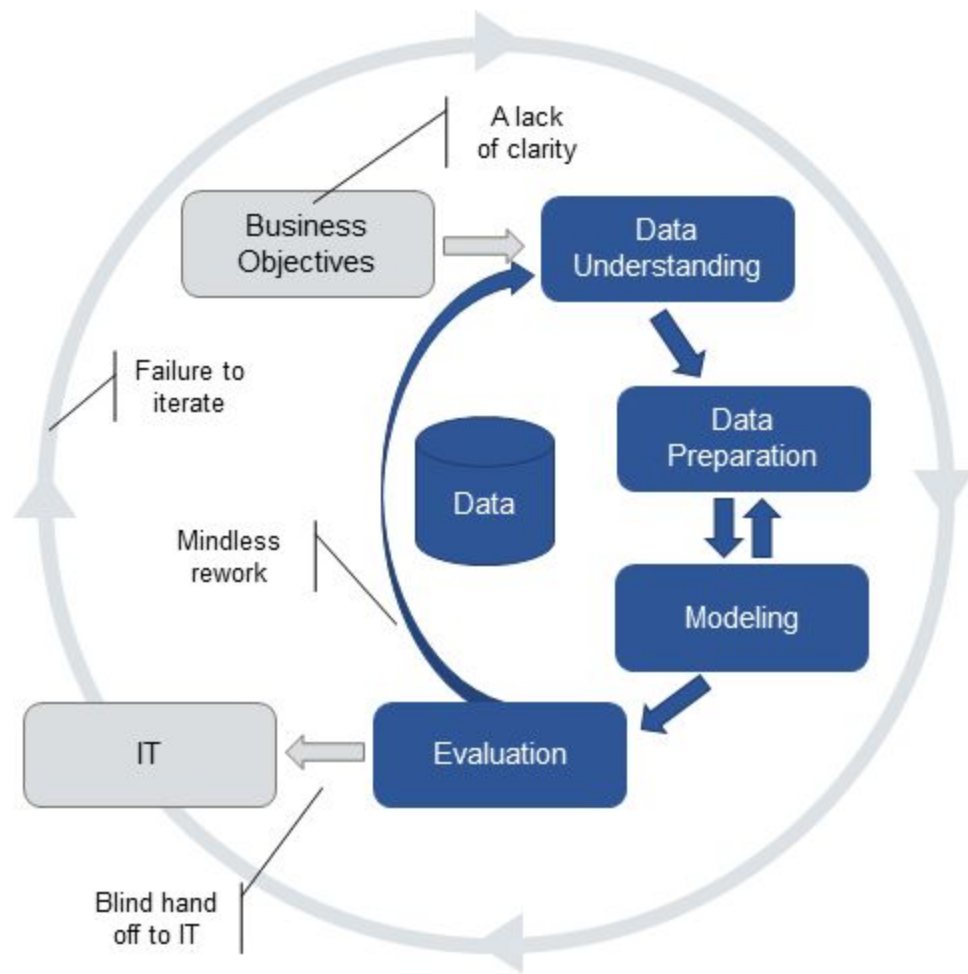 A lack
of clarity
Business
Objectives
Data
Understanding
Failure to
iterate
Data
Preparation
Data
Mindless
rework
Modeling
IT
Evaluation
Blind hand
off to IT